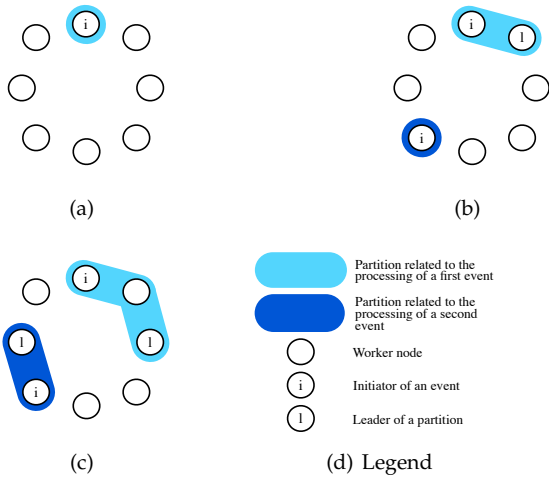 i
(a)
i
l
i
(b)
i
l
l
i
(c)
Partition related to the
processing of a first event
Partition related to the
processing of a second
event
Worker node
i
Initiator of an event
l
Leader of a partition
(d) Legend